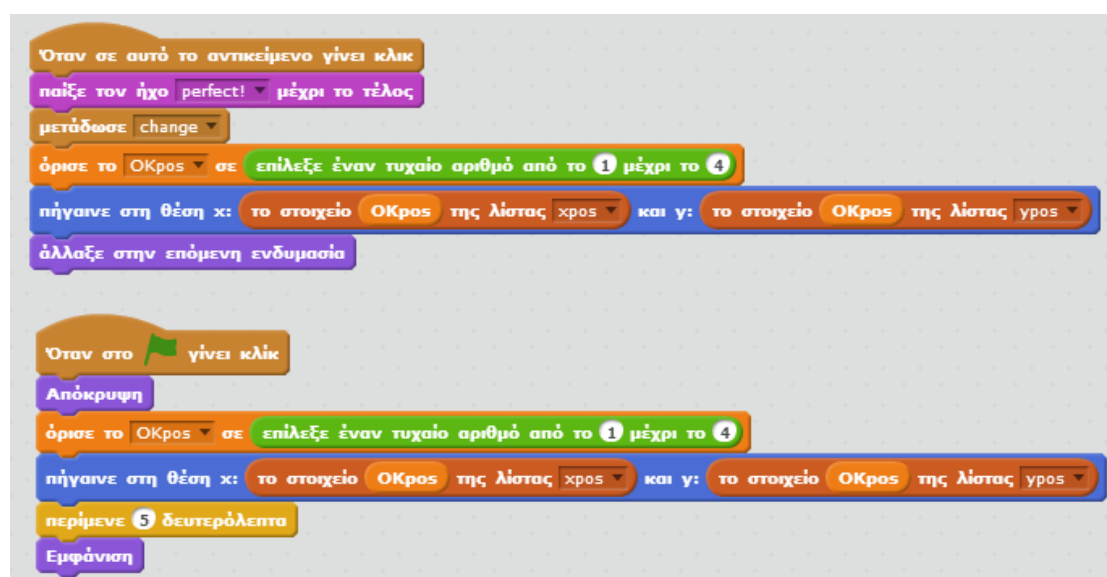 Όταν σε αυτό το αντικείμενο γίνει κλικ
παίξε τον ήχο perfect! μέχρι το τέλος
μετάδωσε change
όρισε το OKpos σε επίλεξε έναν τυχαίο αριθμό από το 1 μέχρι το 4
πήγαινε στη θέση x: το στοιχείο OKpos της λίστας xpos και y: το στοιχείο OKpos της λίστας ypos
άλλαξε στην επόμενη ενδυμασία
Όταν στο γίνει κλίκ
Απόκρυψη
όρισε το OKpos σε επίλεξε έναν τυχαίο αριθμό από το 1 μέχρι το 4
πήγαινε στη θέση x: το στοιχείο OKpos της λίστας xpos και y: το στοιχείο OKpos της λίστας ypos
περίμενε 5 δευτερόλεπτα
Εμφάνιση